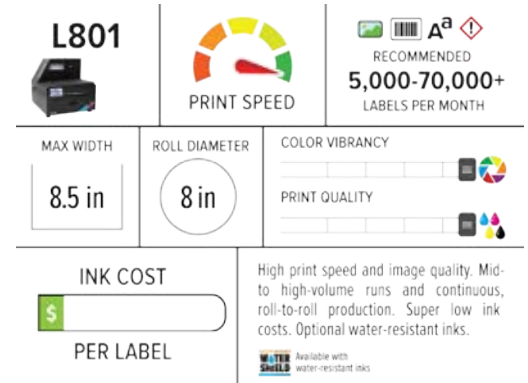 L801
PRINT SPEED
Aa
RECOMMENDED
5,000-70,000+
LABELS PER MONTH
MAX WIDTH
8.5 in
ROLL DIAMETER
8 in
COLOR VIBRANCY
PRINT QUALITY
INK COST
$
PER LABEL
High print speed and image quality. Mid-
to high-volume runs and continuous,
roll-to-roll production. Super low ink
costs. Optional water-resistant inks.
WATER
SHIELD
Available with
water-resistant inks